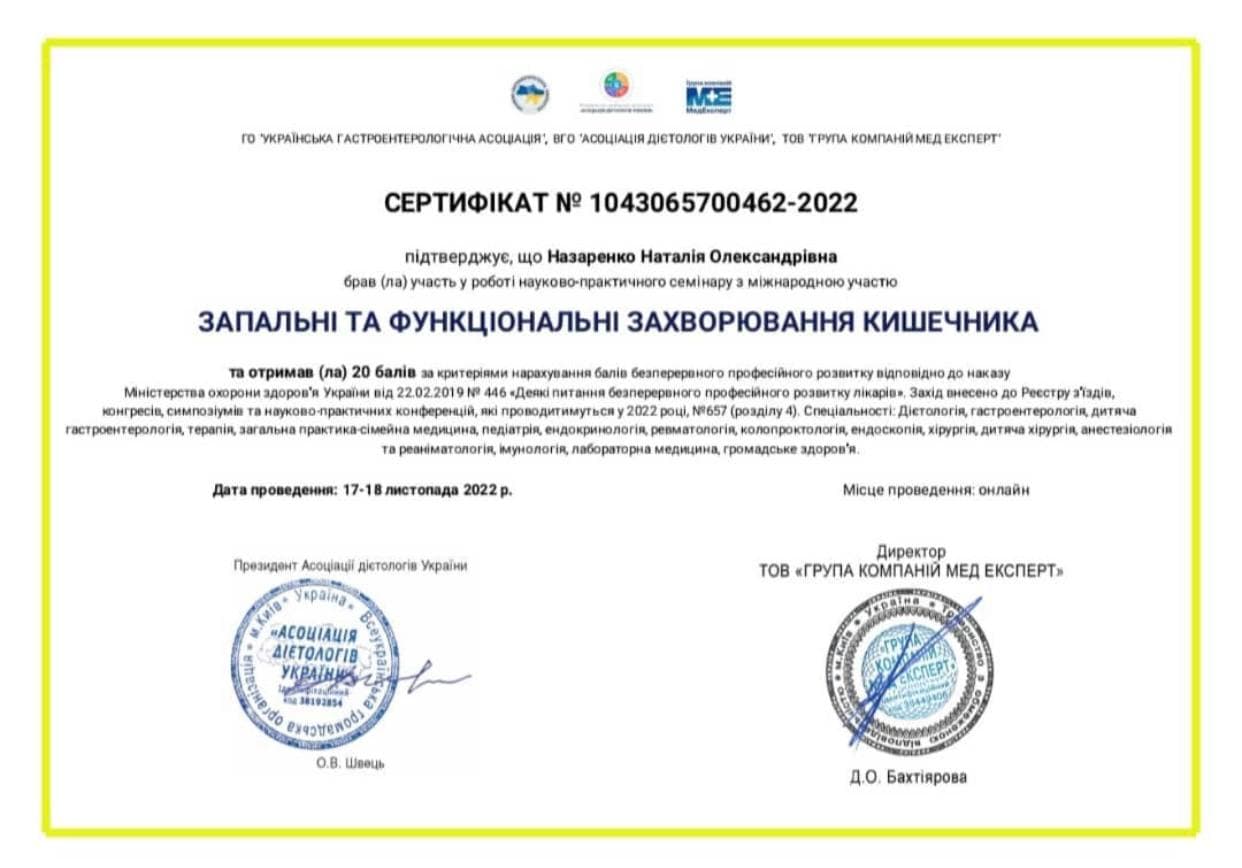 Група компаній
МЕ
МедЕксперт
ГО 'УКРАЇНСЬКА ГАСТРОЕНТЕРОЛОГІЧНА АСОЦІАЦІЯ', ВГО 'АСОЦІАЦІЯ ДІЄТОЛОГІВ УКРАЇНИ', ТОВ 'ГРУПА КОМПАНІЙ МЕД ЕКСПЕРТ'
СЕРТИФІКАТ № 1043065700462-2022
підтверджує, що Назаренко Наталія Олександрівна
брав (ла) участь у роботі науково-практичного семінару з міжнародною участю
ЗАПАЛЬНІ ТА ФУНКЦІОНАЛЬНІ ЗАХВОРЮВАННЯ КИШЕЧНИКА
та отримав (ла) 20 балів за критеріями нарахування балів безперервного професійного розвитку відповідно до наказу
Міністерства охорони здоров'я України від 22.02.2019 № 446 «Деякі питання безперервного професійного розвитку лікарів». Захід внесено до Реєстру з'їздів,
конгресів, симпозіумів та науково-практичних конференцій, які проводитимуться у 2022 році, №657 (розділу 4). Спеціальності: Дієтологія, гастроентерологія, дитяча
гастроентерологія, терапія, загальна практика-сімейна медицина, педіатрія, ендокринологія, ревматологія, колопроктологія, ендоскопія, хірургія, дитяча хірургія, анестезіологія
та реаніматологія, імунологія, лабораторна медицина, громадське здоров'я.
Дата проведення: 17-18 листопада 2022 р.
Місце проведення: онлайн
Президент Асоціації дієтологів України
м.Київ * Україна * Всеукраїнська громадська організація *
«АСОЦІАЦІЯ
ДІЄТОЛОГІВ
УКРАЇНИ»
Ідентифікаційний
код 38192854
О.В. Швець
Директор
ТОВ «ГРУПА КОМПАНІЙ МЕД ЕКСПЕРТ»
м.Київ * Україна * Товариство з обмеженою відповідальністю *
«ГРУПА
КОМПАНІЙ
МЕД ЕКСПЕРТ»
ідентифікаційний
Д.О. Бахтіярова